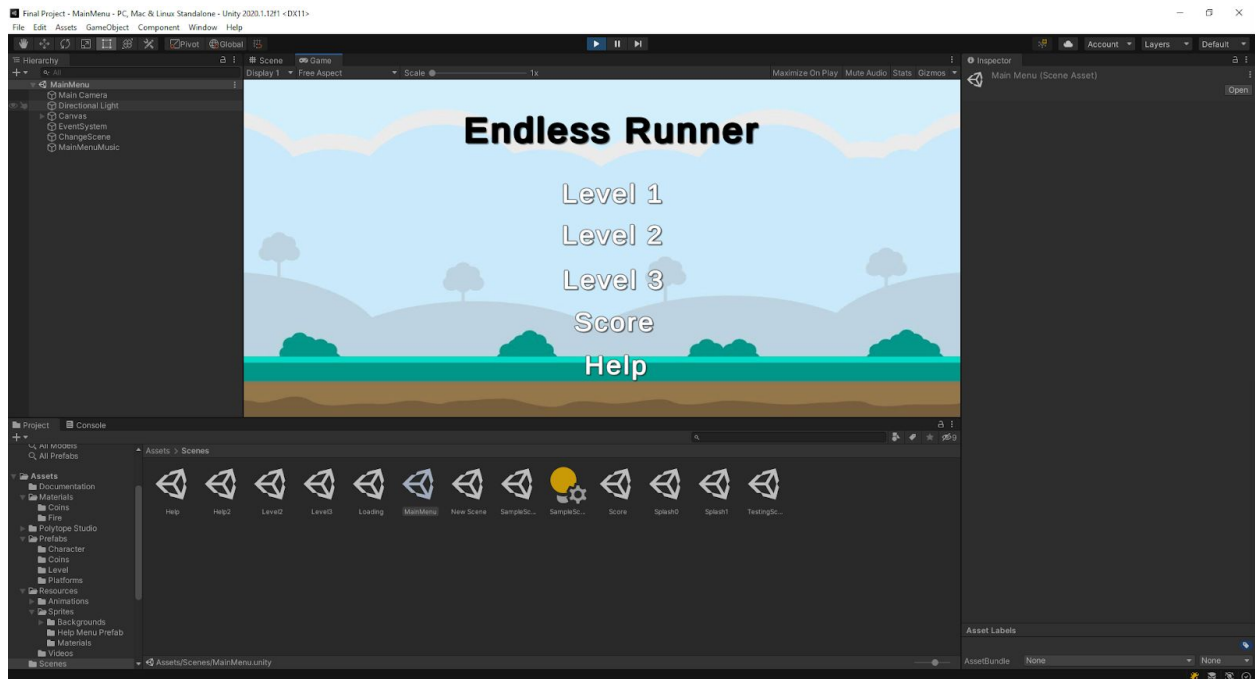 Final Project - MainMenu - PC, Mac & Linux Standalone - Unity 2020.1.12f1 <DX11>
File Edit Assets GameObject Component Window Help
Pivot Global Account Layers Default
Hierarchy Scene Game Inspector
All Display 1 Free Aspect Scale 1x Maximize On Play Mute Audio Stats Gizmos Main Menu (Scene Asset)
MainMenu Open
Main Camera
Directional Light
Canvas
EventSystem
ChangeScene
MainMenuMusic
Endless Runner
Level 1
Level 2
Level 3
Score
Help
Project Console
All Models
All Prefabs
Assets > Scenes
Assets
Documentation
Materials
Coins
Fire
Polytope Studio
Prefabs
Character
Coins
Level
Platforms
Resources
Animations
Sprites
Backgrounds
Help Menu Prefab
Materials
Videos
Scenes
9
Help Help2 Level2 Level3 Loading MainMenu New Scene SampleSc... SampleSc... Score Splash0 Splash1 TestingSc...
Assets/Scenes/MainMenu.unity
Asset Labels
AssetBundle None None